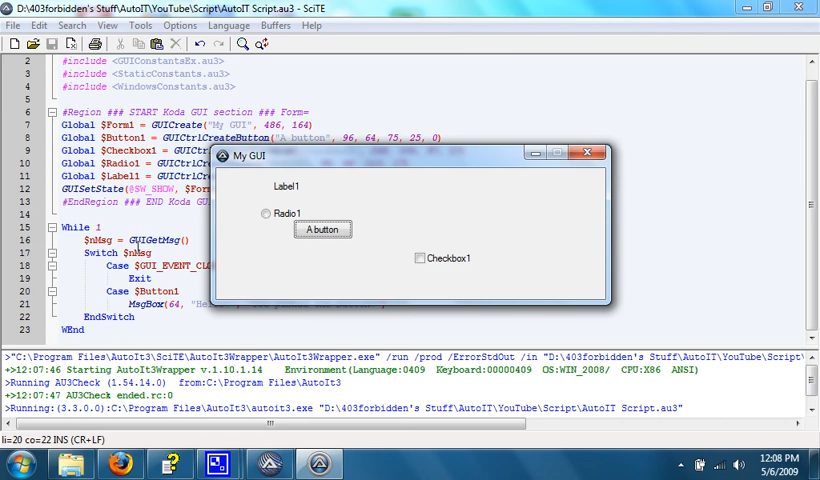 D:\403forbidden's Stuff\AutoIT\YouTube\Script\AutoIT Script.au3 - SciTE
File Edit Search View Tools Options Language Buffers Help
2 #include <GUIConstantsEx.au3>
3 #include <StaticConstants.au3>
4 #include <WindowsConstants.au3>
5
6 #Region ### START Koda GUI section ### Form=
7 Global $Form1 = GUICreate("My GUI", 486, 164)
8 Global $Button1 = GUICtrlCreateButton("A button", 96, 64, 75, 25, 0)
9 Global $Checkbox1 = GUICt
10 Global $Radio1 = GUICtrlC
11 Global $Label1 = GUICtrlC
12 GUISetState(@SW_SHOW, $For
13 #EndRegion ### END Koda GU
14
15 While 1
16 $nMsg = GUIGetMsg()
17 Switch $nMsg
18 Case $GUI_EVENT_CL
19 Exit
20 Case $Button1
21 MsgBox(64, "He
22 EndSwitch
23 WEnd
My GUI
Label1
Radio1
A button
Checkbox1
>"C:\Program Files\AutoIt3\SciTE\AutoIt3Wrapper\AutoIt3Wrapper.exe" /run /prod /ErrorStdOut /in "D:\403forbidden's Stuff\AutoIT\YouTube\Script\
+>12:07:46 Starting AutoIt3Wrapper v.1.10.1.14 Environment(Language:0409 Keyboard:00000409 OS:WIN_2008/ CPU:X86 ANSI)
>Running AU3Check (1.54.14.0) from:C:\Program Files\AutoIt3
+>12:07:47 AU3Check ended.rc:0
>Running:(3.3.0.0):C:\Program Files\AutoIt3\autoit3.exe "D:\403forbidden's Stuff\AutoIT\YouTube\Script\AutoIT Script.au3"
li=20 co=22 INS (CR+LF)
12:08 PM
5/6/2009